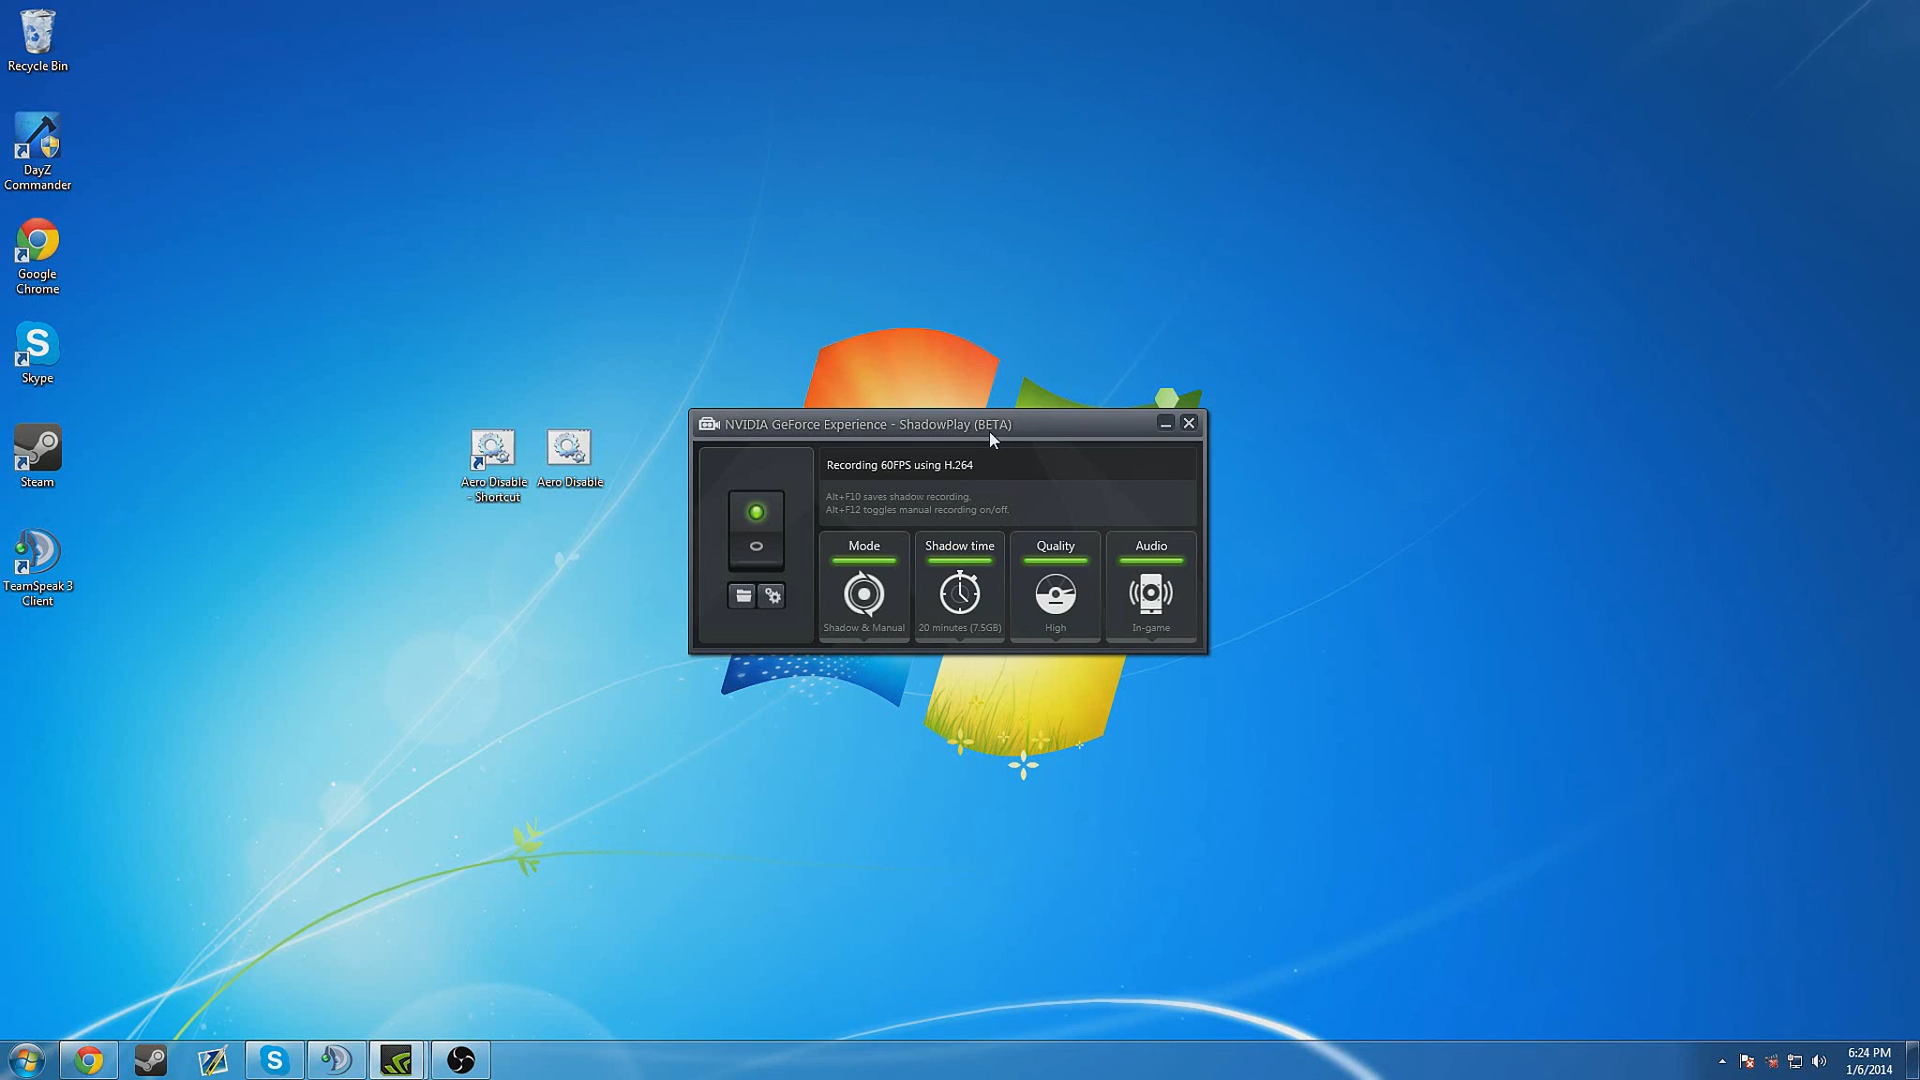 Recycle Bin
DayZ
Commander
Google
Chrome
Skype
Steam
TeamSpeak 3
Client
Aero Disable
- Shortcut
Aero Disable
NVIDIA GeForce Experience - ShadowPlay (BETA)
Recording 60FPS using H.264
Alt+F10 saves shadow recording.
Alt+F12 toggles manual recording on/off.
Mode
Shadow & Manual
Shadow time
20 minutes (7.5GB)
Quality
High
Audio
In-game
6:24 PM
1/6/2014